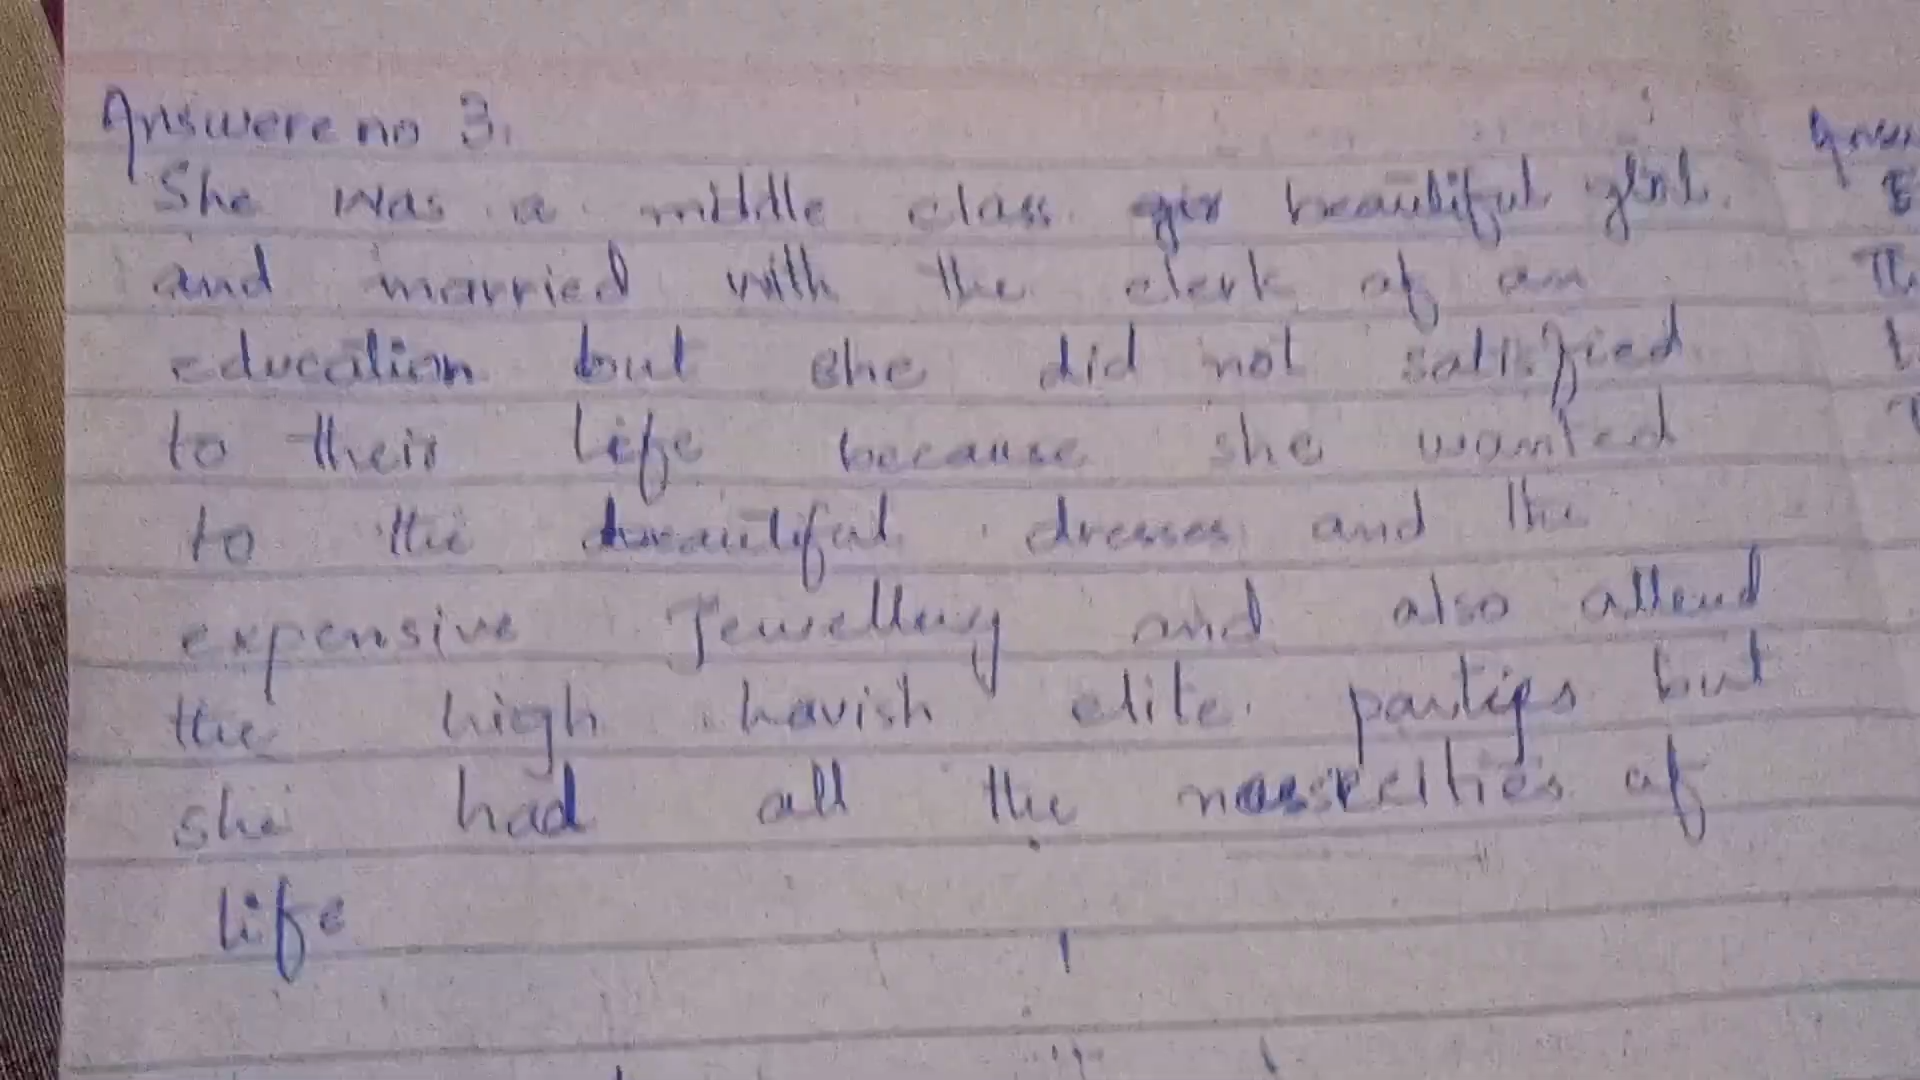 Answere no 3.
She was a middle class gir beautiful girl.
and married with the clerk of an
education but she did not satisfied
to their life because she wanted
to the beautiful dresses and the
expensive Jewellery and also attend
the high lavish elite parties but
she had all the
of
life